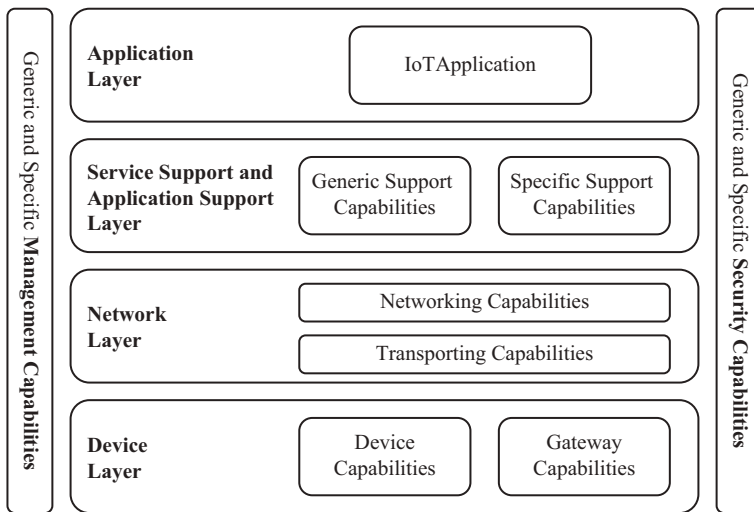 Generic and Specific Management Capabilities
Application
Layer
IoTApplication
Service Support and
Application Support
Layer
Generic Support
Capabilities
Specific Support
Capabilities
Network
Layer
Networking Capabilities
Transporting Capabilities
Device
Layer
Device
Capabilities
Gateway
Capabilities
Generic and Specific Security Capabilities